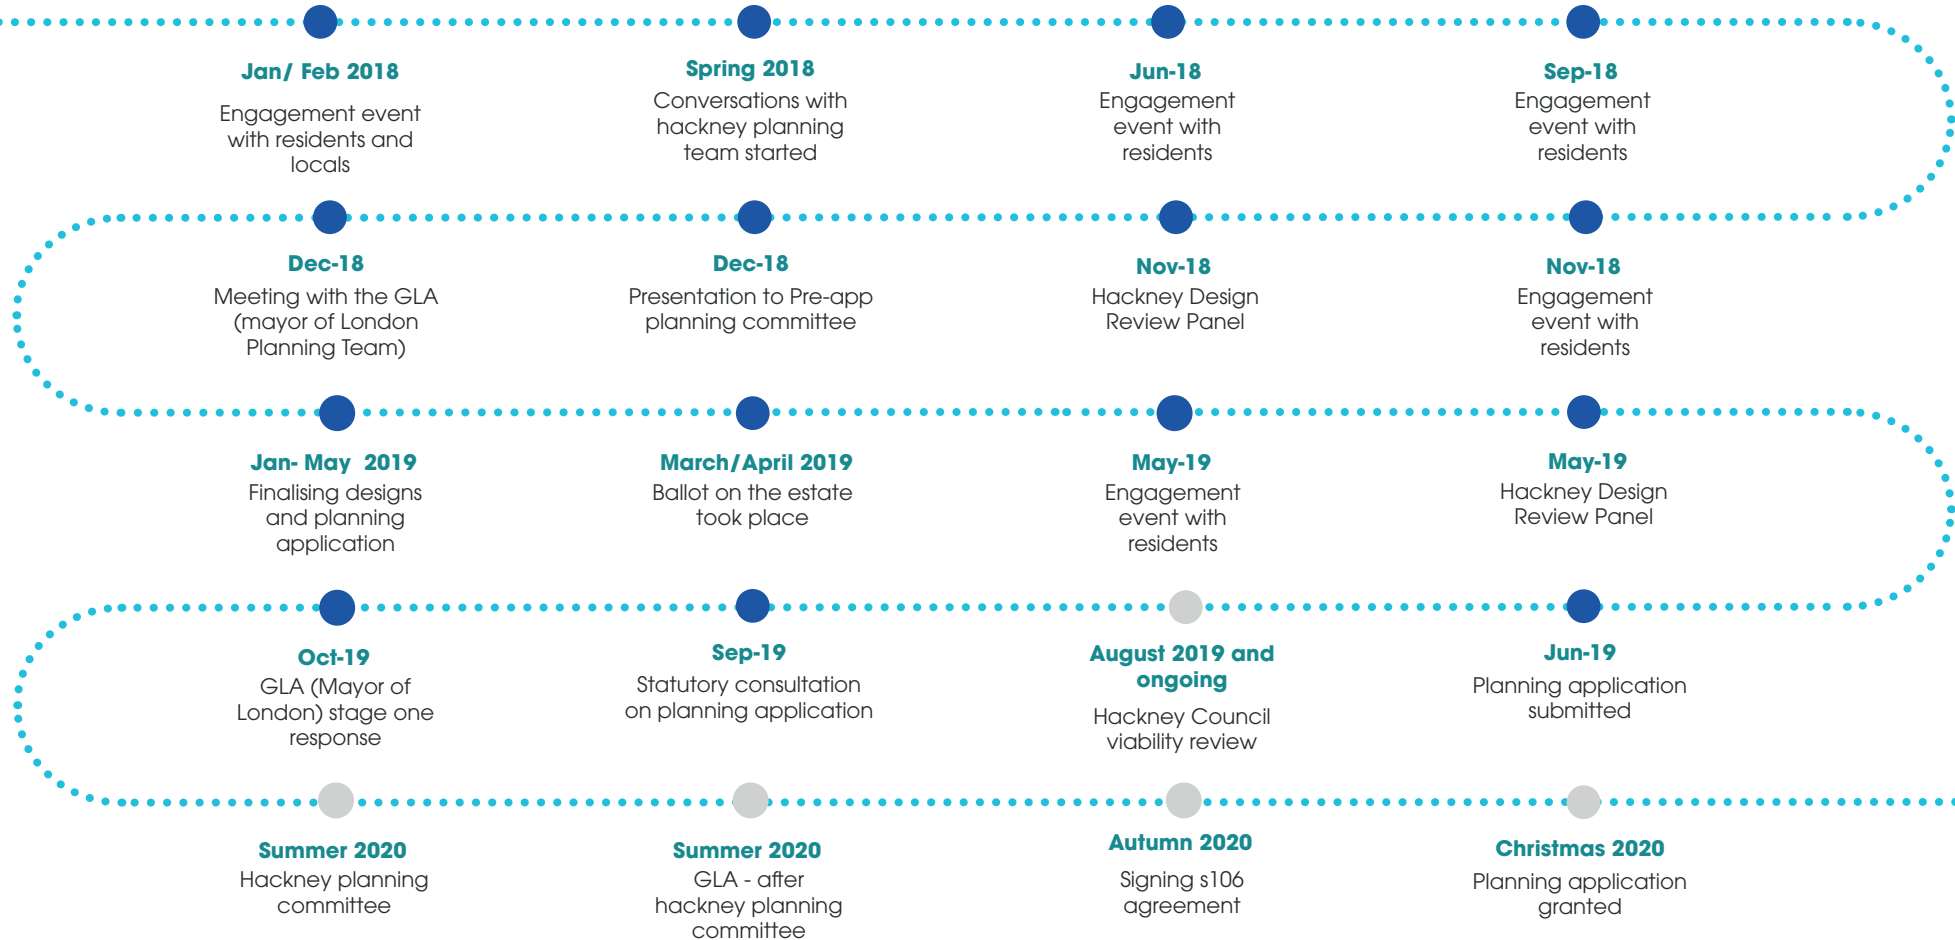 Jan/ Feb 2018
Engagement event
with residents and
locals
Spring 2018
Conversations with
hackney planning
team started
Jun-18
Engagement
event with
residents
Sep-18
Engagement
event with
residents
Nov-18
Engagement
event with
residents
Nov-18
Hackney Design
Review Panel
Dec-18
Presentation to Pre-app
planning committee
Dec-18
Meeting with the GLA
(mayor of London
Planning Team)
Jan- May  2019
Finalising designs
and planning
application
March/April 2019
Ballot on the estate
took place
May-19
Engagement
event with
residents
May-19
Hackney Design
Review Panel
Jun-19
Planning application
submitted
August 2019 and
ongoing
Hackney Council
viability review
Sep-19
Statutory consultation
on planning application
Oct-19
GLA (Mayor of
London) stage one
response
Summer 2020
Hackney planning
committee
Summer 2020
GLA - after
hackney planning
committee
Autumn 2020
Signing s106
agreement
Christmas 2020
Planning application
granted